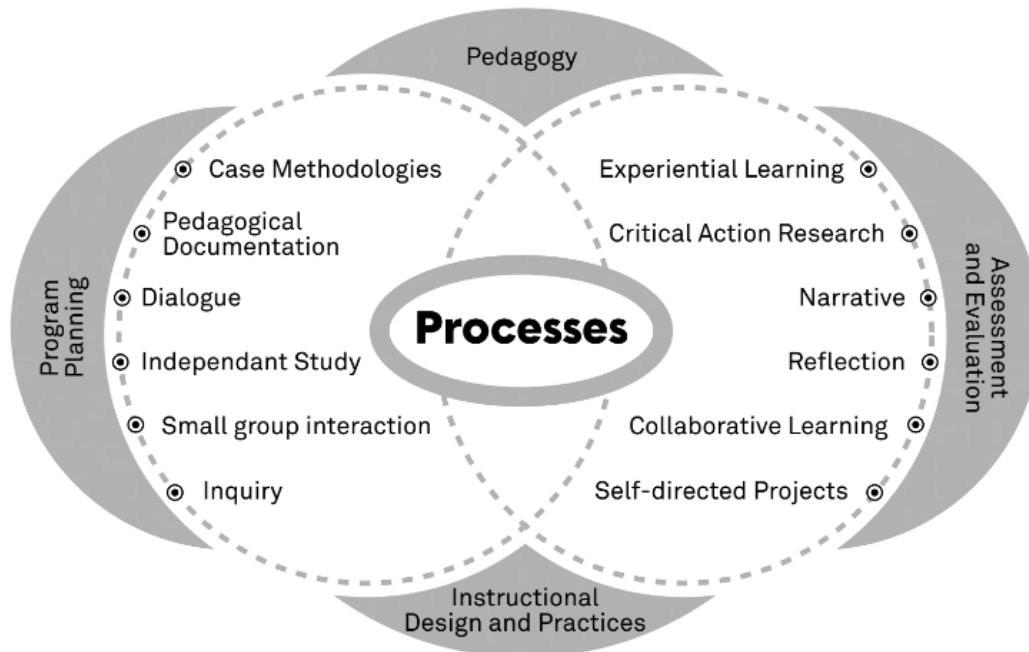 Pedagogy
Program
Planning
Case Methodologies
Pedagogical
Documentation
Dialogue
Independant Study
Small group interaction
Inquiry
Processes
Experiential Learning
Critical Action Research
Narrative
Reflection
Collaborative Learning
Self-directed Projects
Assessment
and Evaluation
Instructional
Design and Practices